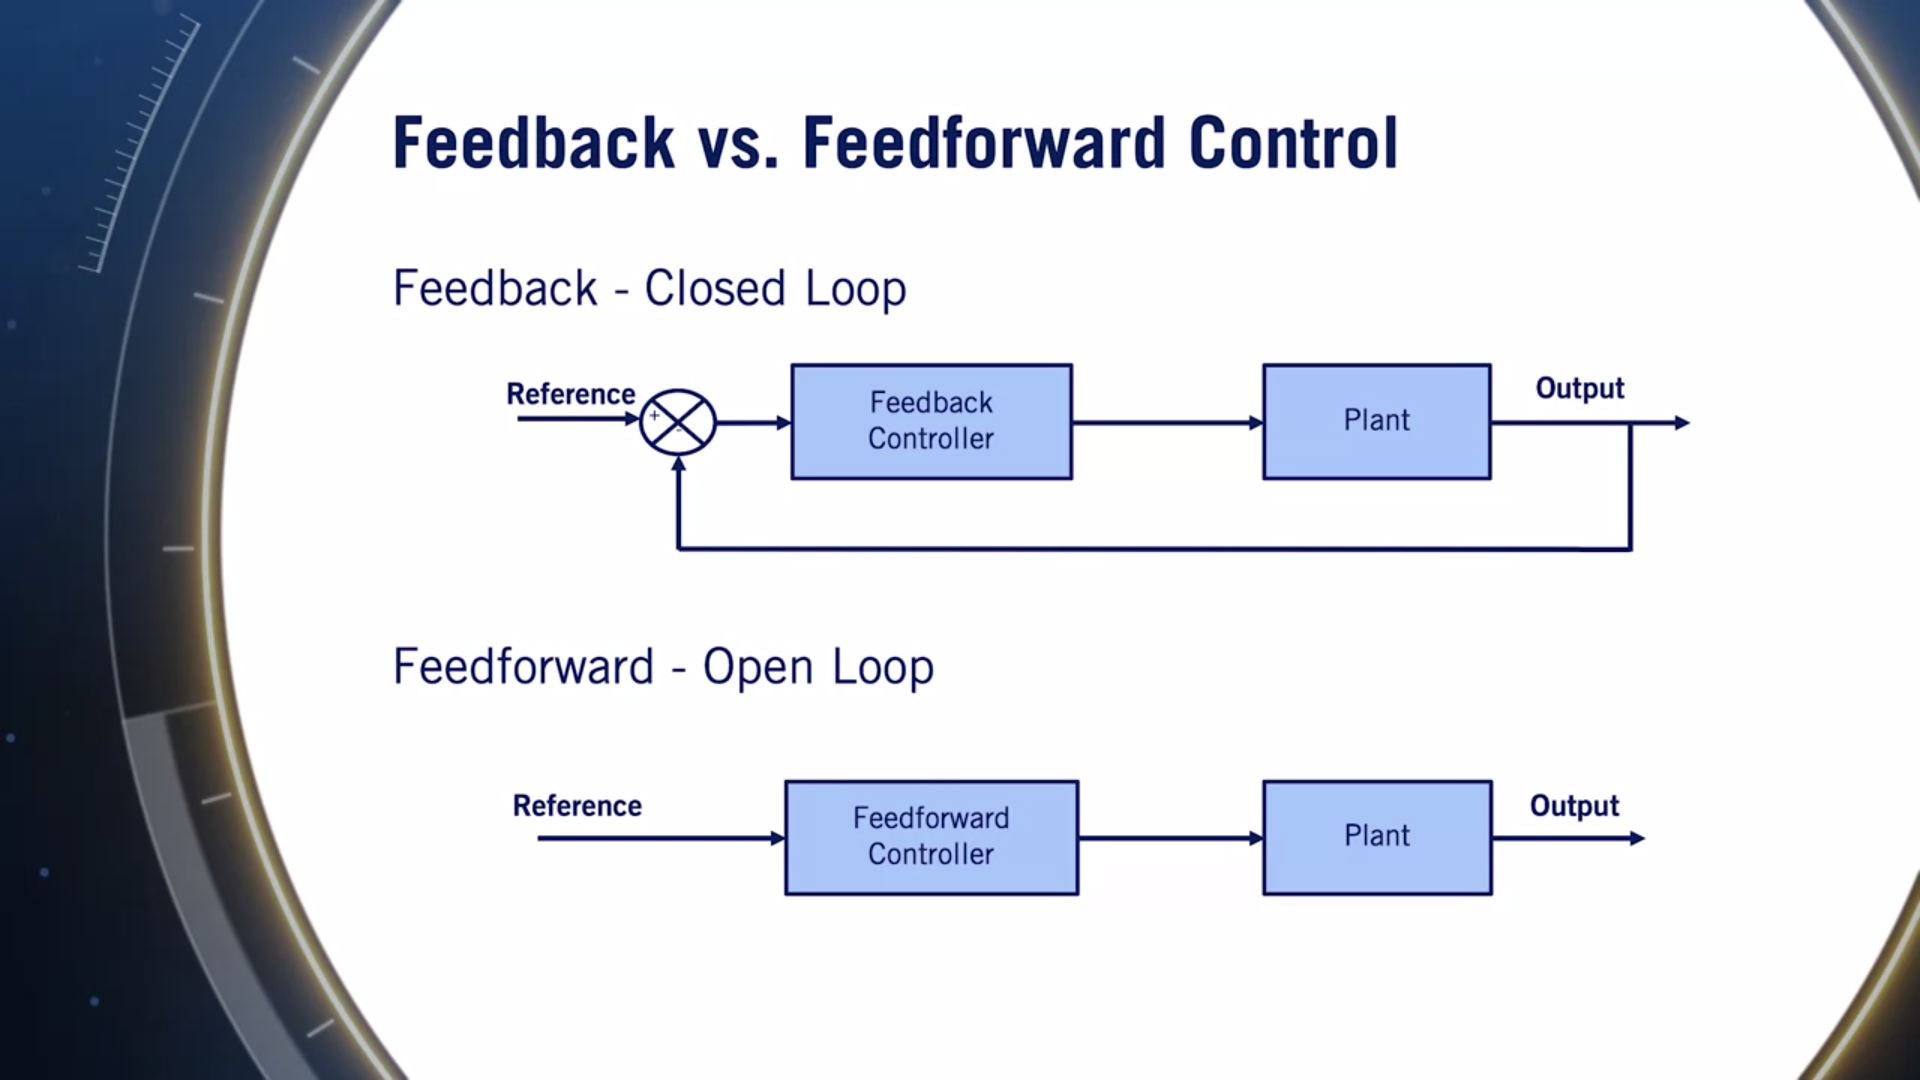 Feedback vs. Feedforward Control
Feedback - Closed Loop
Reference
+
-
Feedback
Controller
Plant
Output
Feedforward - Open Loop
Reference
Feedforward
Controller
Plant
Output